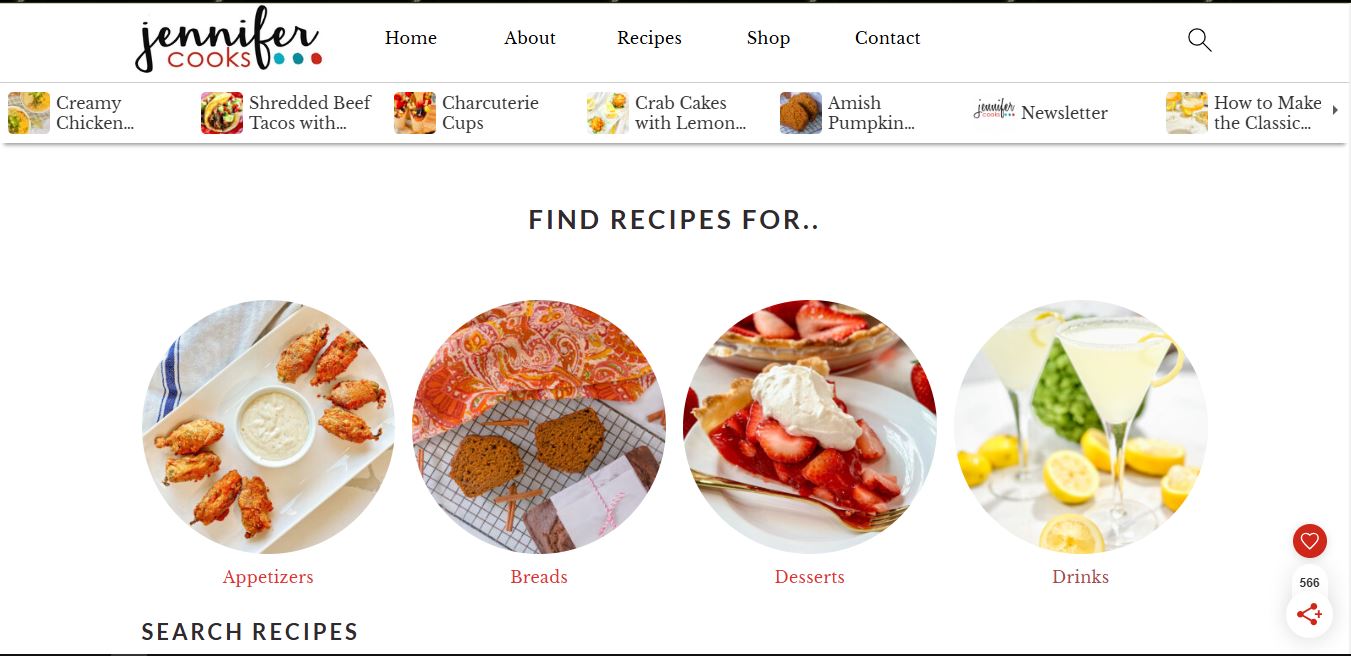 jennifer
cooks
Home About Recipes Shop Contact
Creamy
Chicken...
Shredded Beef
Tacos with...
Charcuterie
Cups
Crab Cakes
with Lemon...
Amish
Pumpkin...
jennifer
cooks
Newsletter
How to Make
the Classic...
FIND RECIPES FOR..
Appetizers
Breads
Desserts
Drinks
566
SEARCH RECIPES